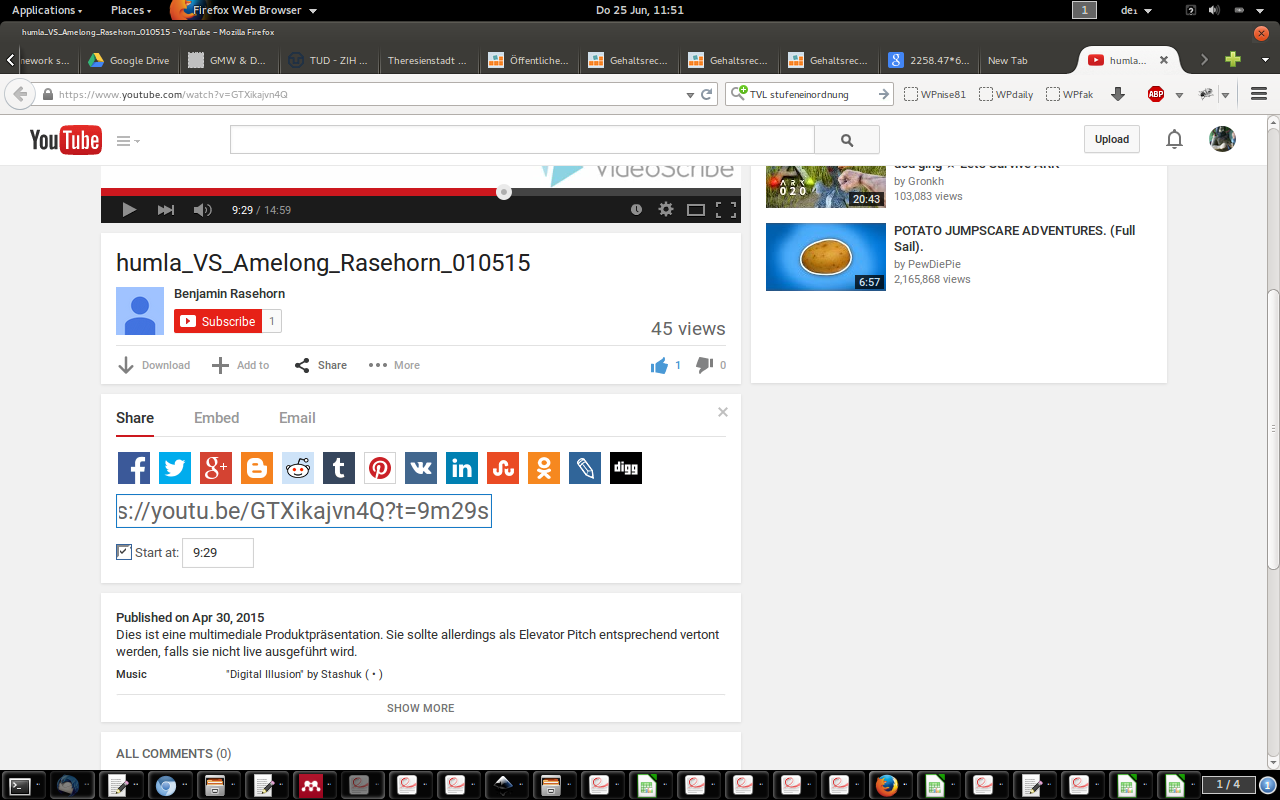 Applications Places Firefox Web Browser Do 25 Jun, 11:51 1 de₁
humla_VS_Amelong_Rasehorn_010515 – YouTube – Mozilla Firefox
nework s... Google Drive GMW & D... TUD - ZIH ... Theresienstadt ... Öffentliche... Gehaltsrec... Gehaltsrec... Gehaltsrec... 2258.47*6... New Tab humla...
https://www.youtube.com/watch?v=GTXikajvn4Q TVL stufeneinordnung WPnise81 WPdaily WPfak ABP
YouTube Upload
VideoScribe
9:29 / 14:59
ARK
020
20:43
by Gronkh
103,083 views
POTATO JUMPSCARE ADVENTURES. (Full
Sail).
by PewDiePie
2,165,868 views
6:57
humla_VS_Amelong_Rasehorn_010515
Benjamin Rasehorn
Subscribe 1
45 views
Download Add to Share More 1 0
Share Embed Email
digg
s://youtu.be/GTXikajvn4Q?t=9m29s
Start at: 9:29
Published on Apr 30, 2015
Dies ist eine multimediale Produktpräsentation. Sie sollte allerdings als Elevator Pitch entsprechend vertont
werden, falls sie nicht live ausgeführt wird.
Music "Digital Illusion" by Stashuk ( • )
SHOW MORE
ALL COMMENTS (0)
1 / 4 1